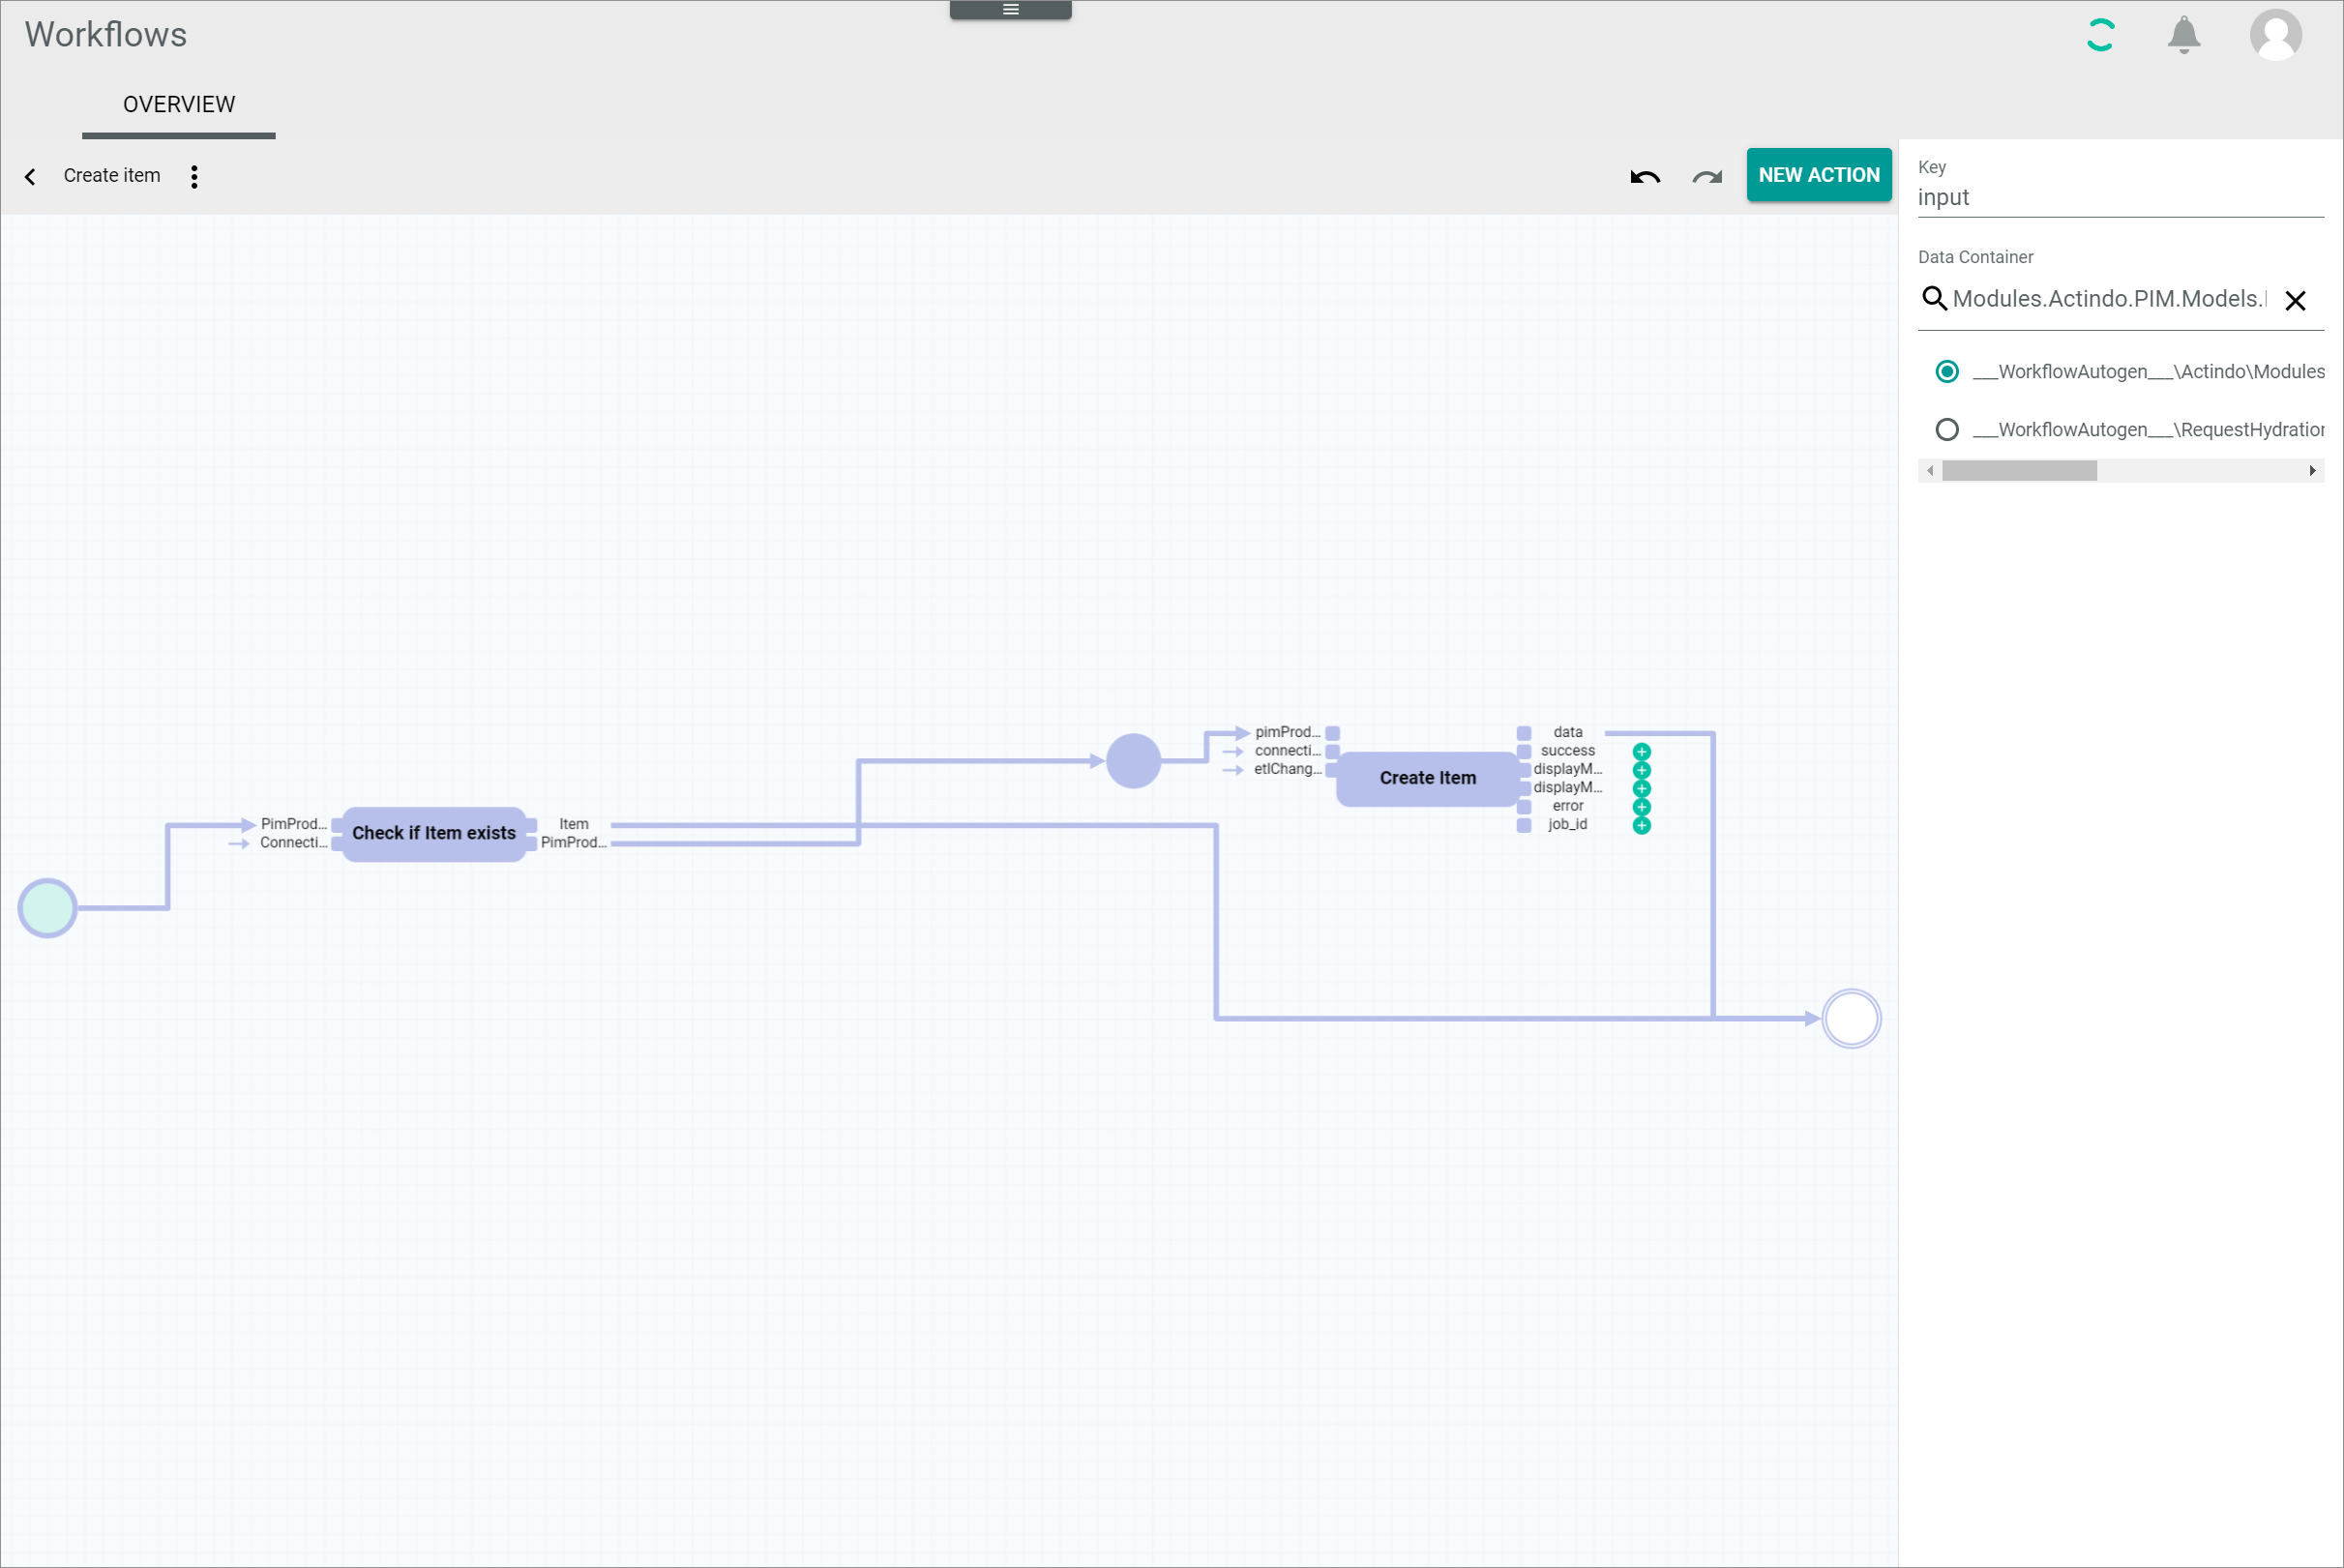 Workflows
OVERVIEW
Create item
NEW ACTION
Key
input
Data Container
Modules.Actindo.PIM.Models.
___WorkflowAutogen___\Actindo\Modules
___WorkflowAutogen___\RequestHydration
pimProd...
connecti...
etlChang...
Create Item
data
success
displayM...
displayM...
error
job_id
PimProd...
Connecti...
Check if Item exists
Item
PimProd...